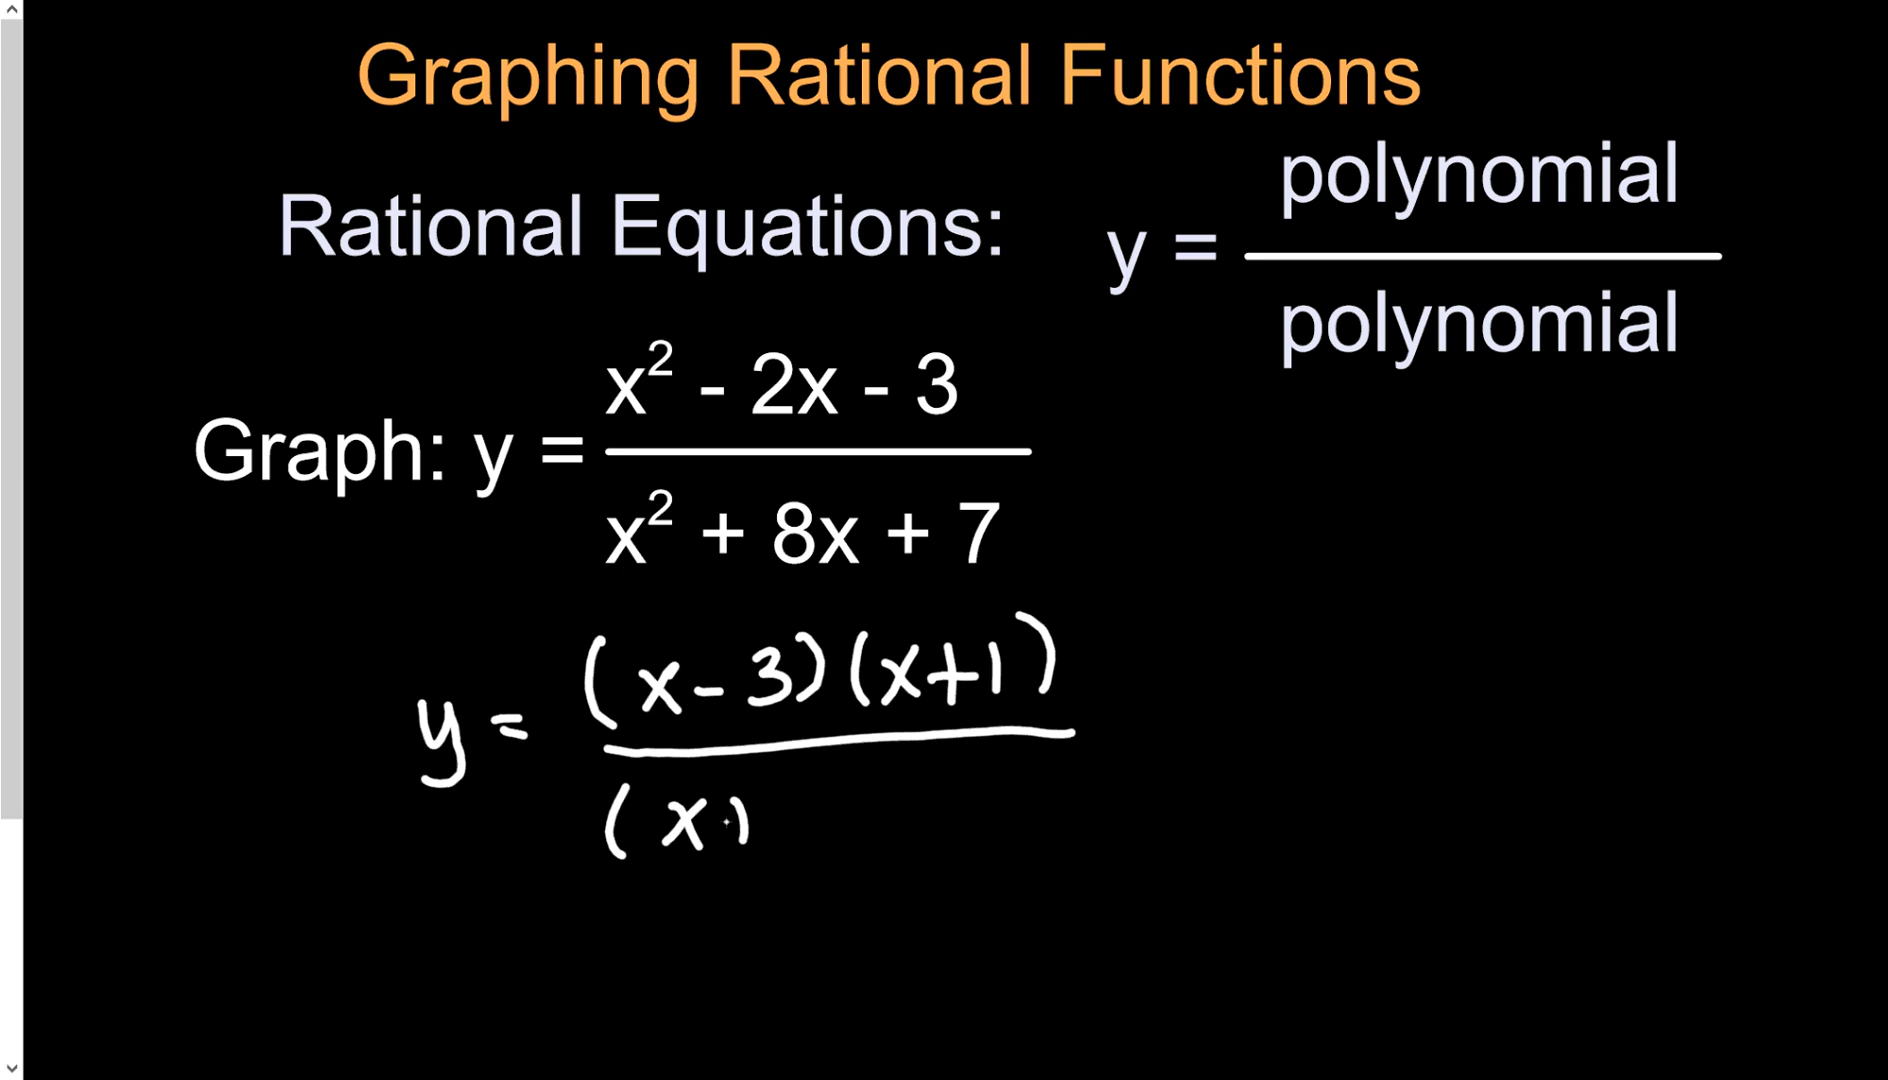 Graphing Rational Functions
Rational Equations: y = polynomial / polynomial
Graph: y = x² - 2x - 3 / x² + 8x + 7
y = (x-3)(x+1) / (x